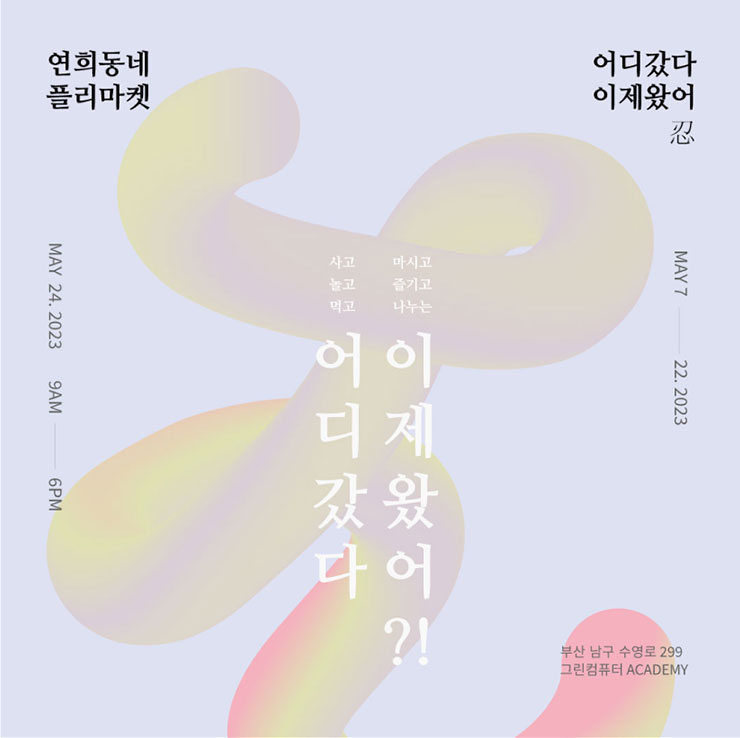 연희동네
플리마켓
어디갔다
이제왔어
忍
MAY 24. 2023 9AM — 6PM
MAY 7 — 22. 2023
사고
놀고
먹고
마시고
즐기고
나누는
어디갔다
이제왔어?!
부산 남구 수영로 299
그린컴퓨터 ACADEMY